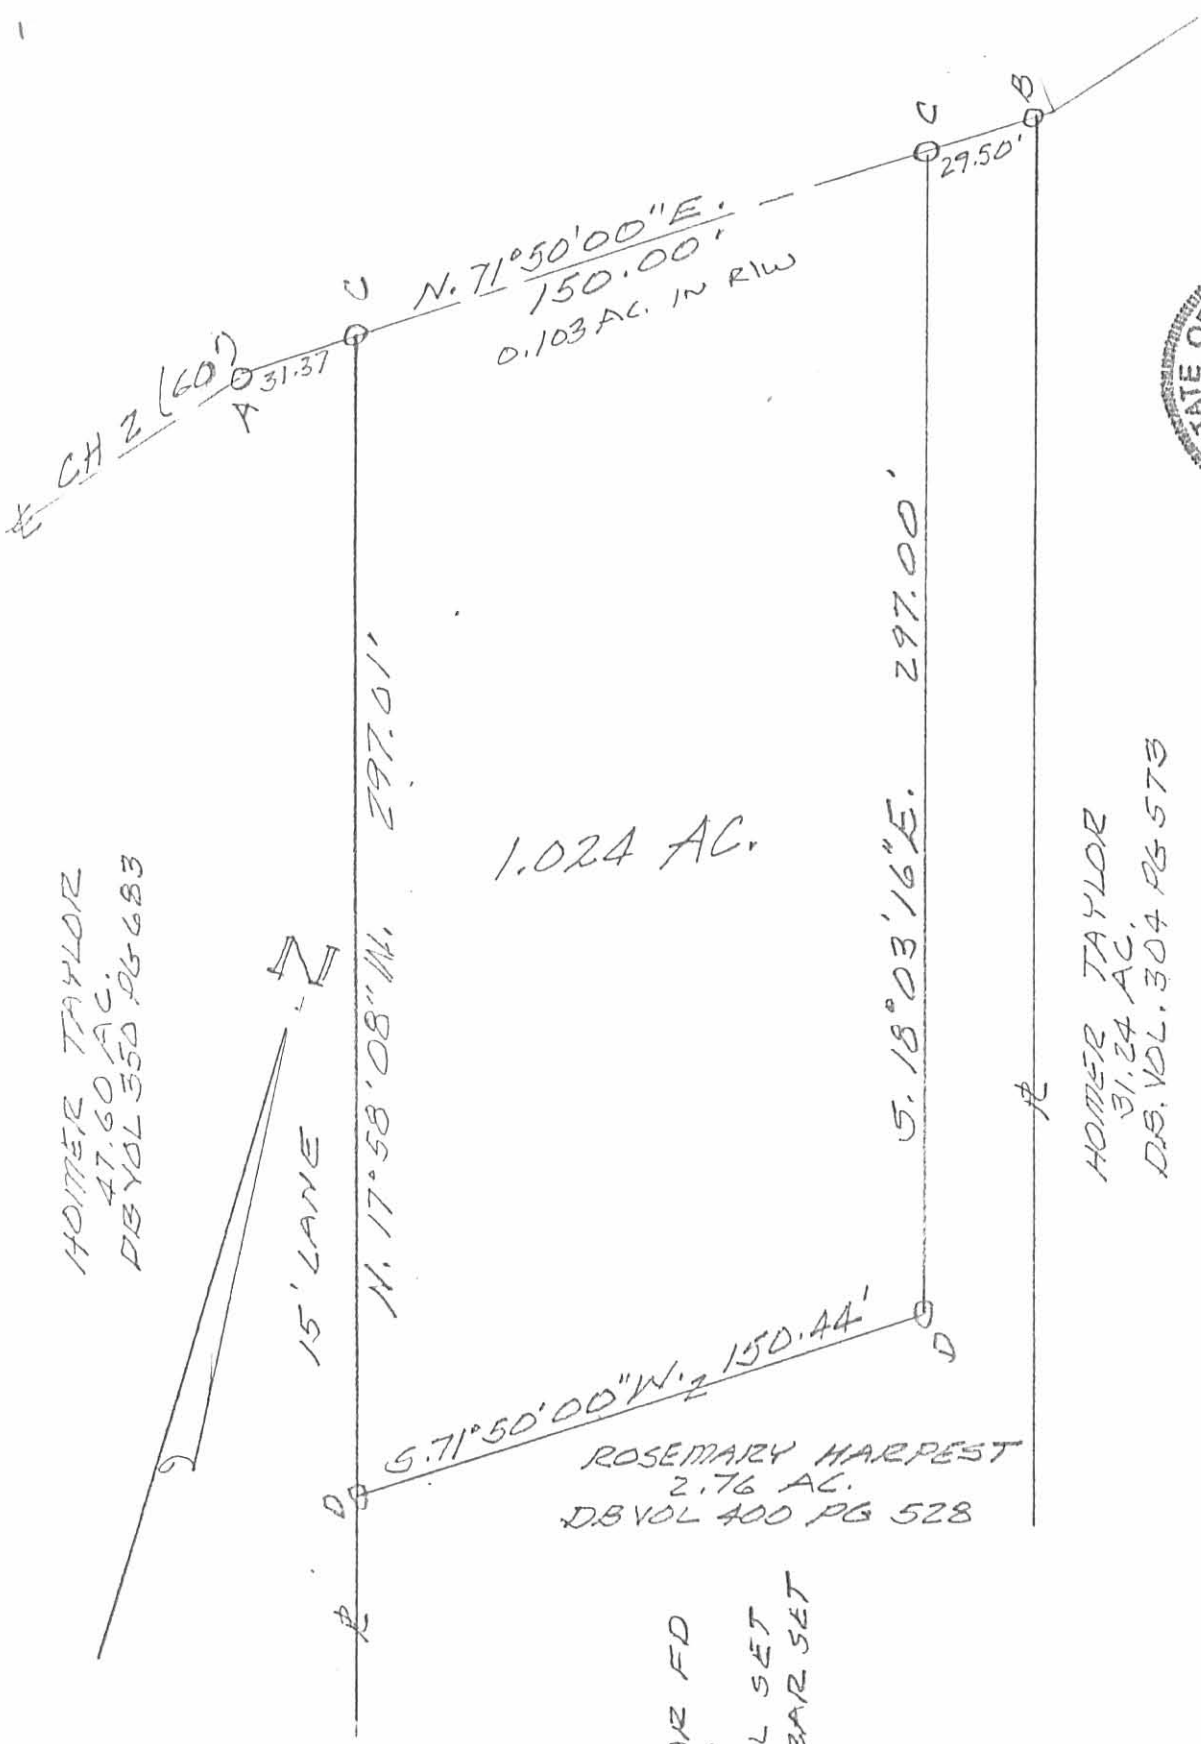 B
C
29.50'
N. 71°50'00"E.
150.00'
0.103 AC. IN R/W
C
CH 2 (60')
A
31.37
STATE OF
N. 17°58'08"W. 297.01'
S. 18°03'16"E. 297.00'
1.024 AC.
HOMER TAYLOR
47.60 AC.
DB VOL 350 PG 683
N
15' LANE
HOMER TAYLOR
31.24 AC.
D.B. VOL. 304 PG 573
S. 71°50'00"W. 150.44'
D
D
ROSEMARY HARPEST
2.76 AC.
DB VOL 400 PG 528
FD
SET
BAR SET